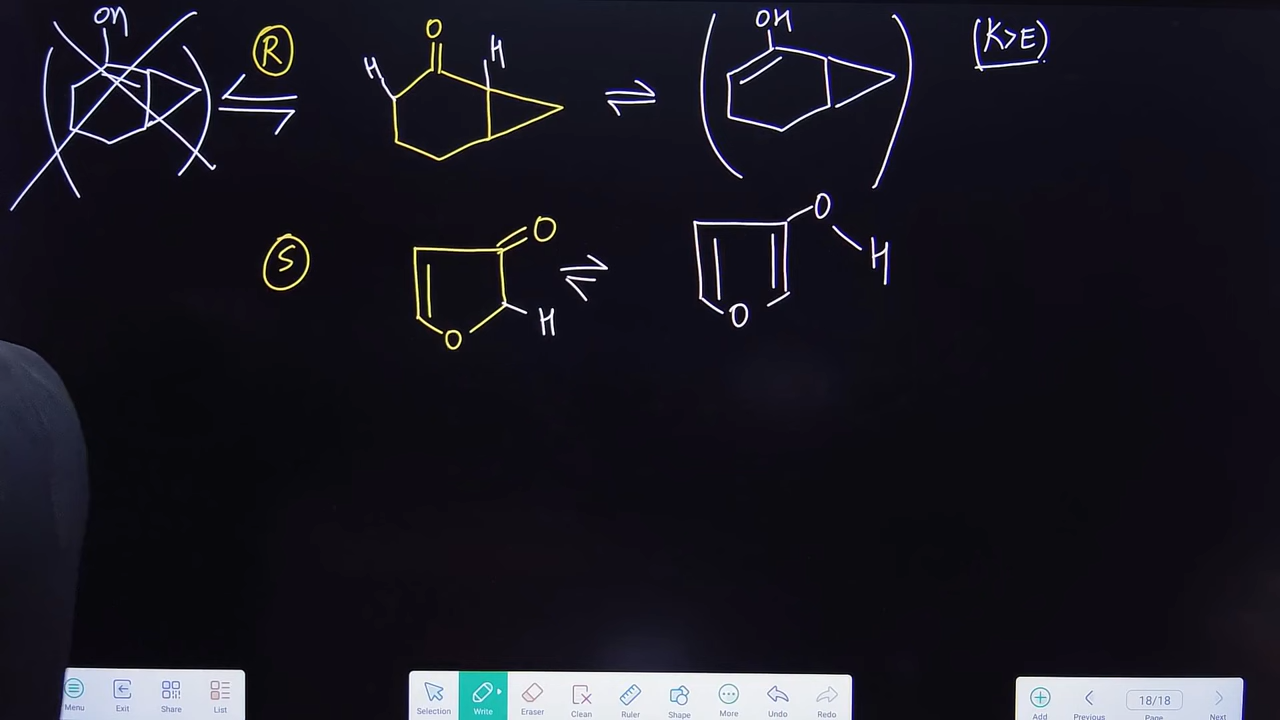 OH
R
O
H
H
OH
(K>E)
S
O
O
H
O
H
O
Menu
Exit
Share
List
Selection
Write
Eraser
Clean
Ruler
Shape
More
Undo
Redo
Add
Previous
18/18
Page
Next